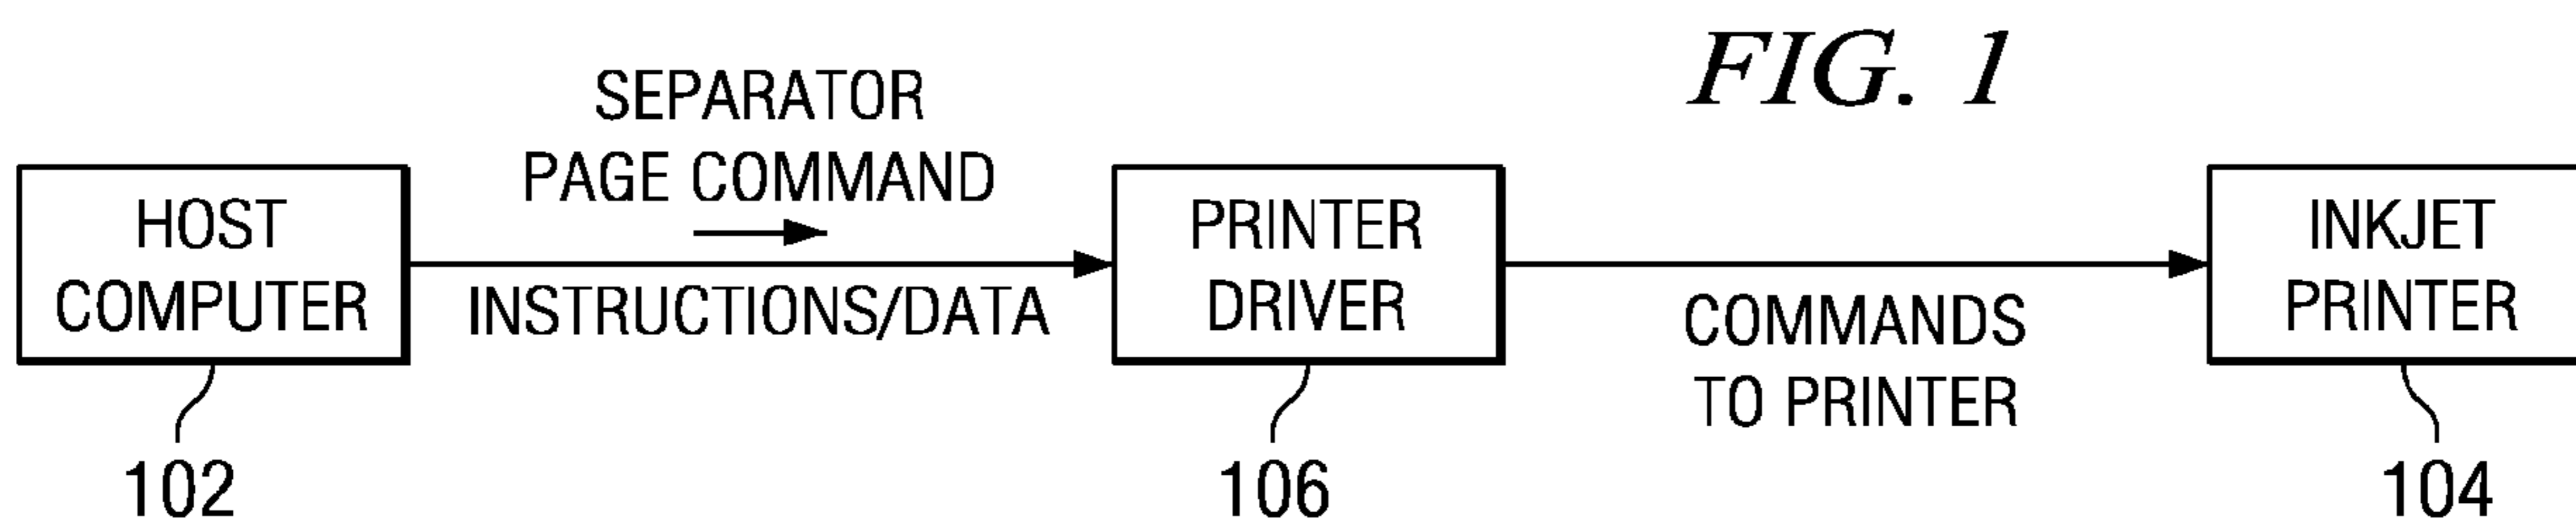 FIG. 1
SEPARATOR
PAGE COMMAND
HOST
COMPUTER
INSTRUCTIONS/DATA
PRINTER
DRIVER
COMMANDS
TO PRINTER
INKJET
PRINTER
102
106
104